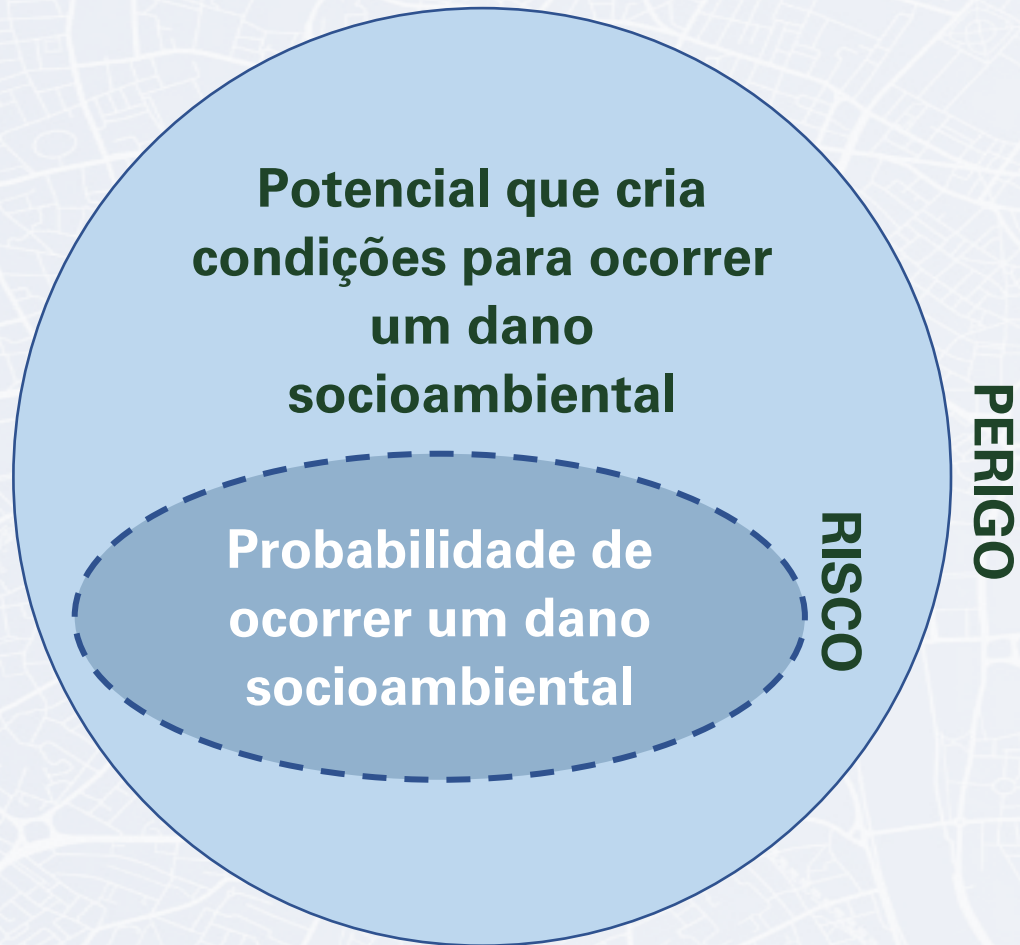 Potencial que cria
condições para ocorrer
um dano
socioambiental
PERIGO
Probabilidade de
ocorrer um dano
socioambiental
RISCO